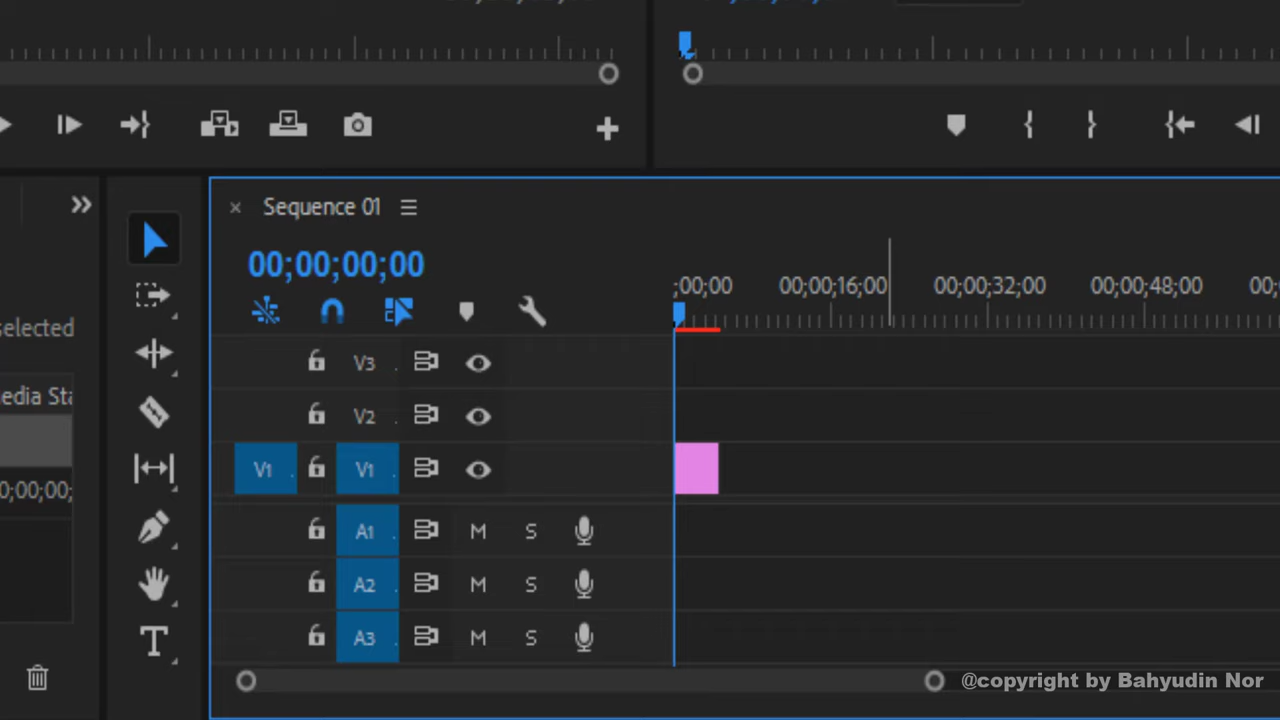 Sequence 01
00;00;00;00
;00;00 00;00;16;00 00;00;32;00 00;00;48;00 00;
selected
V3
V2
edia Sta
V1 V1
0;00;00;
A1 M S
A2 M S
A3 M S
T
@copyright by Bahyudin Nor